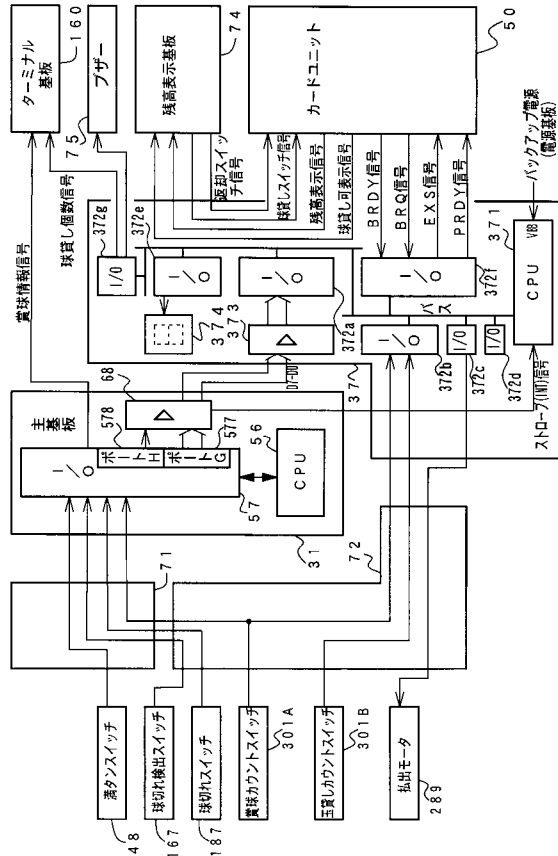 満タンスイッチ
48
球切れ検出スイッチ
167
球切れスイッチ
187
賞球カウントスイッチ
301A
玉貸しカウントスイッチ
301B
払出モータ
289
71
72
主基板
31
I/O
57
ポートH
578
ポートG
577
68
CPU
56
賞球情報信号
球貸し個数信号
ターミナル基板
160
ブザー
75
残高表示基板
74
カードユニット
50
返却スイッチ信号
球貸しスイッチ信号
残高表示信号
球貸し可表示信号
BRDY信号
BRQ信号
EXS信号
PRDY信号
I/O
372g
I/O
372e
374
373
D7-D0
I/O
372a
I/O
372f
バス
I/O
372b
I/O
372c
I/O
372d
37
CPU
VBB
371
ストローブ(INT)信号
バックアップ電源
(電源基板)